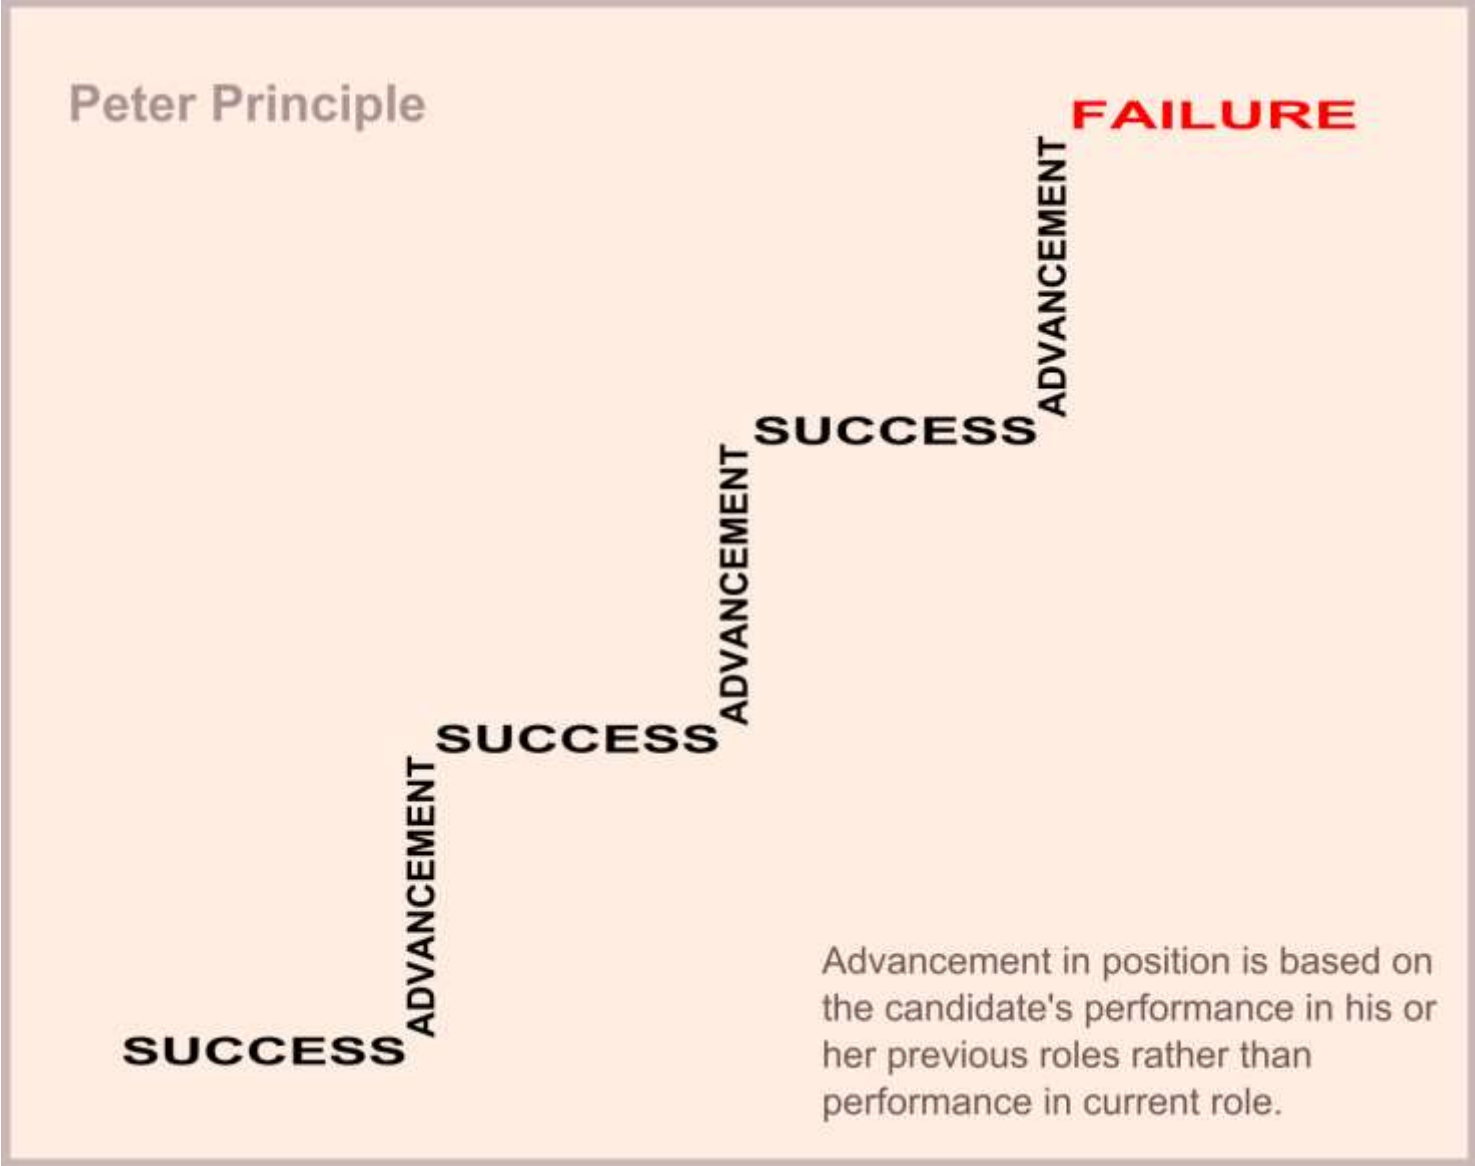 Peter Principle
FAILURE
ADVANCEMENT
SUCCESS
ADVANCEMENT
SUCCESS
ADVANCEMENT
SUCCESS
Advancement in position is based on
the candidate's performance in his or
her previous roles rather than
performance in current role.